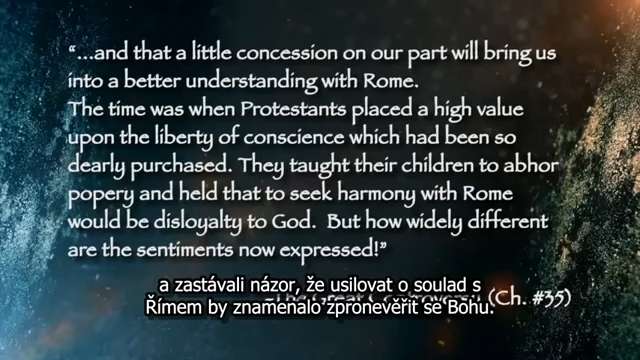 “...and that a little concession on our part will bring us
into a better understanding with Rome.
The time was when Protestants placed a high value
upon the liberty of conscience which had been so
dearly purchased. They taught their children to abhor
popery and held that to seek harmony with Rome
would be disloyalty to God. But how widely different
are the sentiments now expressed!”
a zastávali názor, že usilovat o soulad s
(Ch. #35)
Římem by znamenalo zpronevěřit se Bohu.